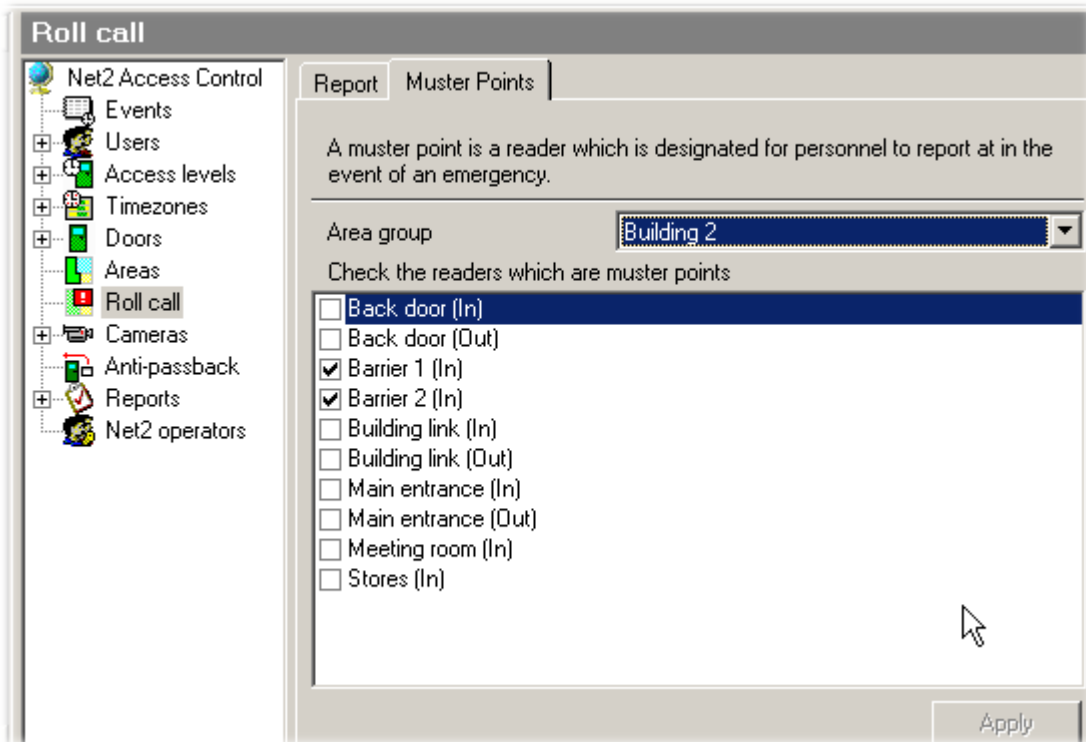 Roll call
Net2 Access Control
Events
Users
Access levels
Timezones
Doors
Areas
Roll call
Cameras
Anti-passback
Reports
Net2 operators
Report
Muster Points
A muster point is a reader which is designated for personnel to report at in the
event of an emergency.
Area group
Building 2
Check the readers which are muster points
Back door (In)
Back door (Out)
Barrier 1 (In)
Barrier 2 (In)
Building link (In)
Building link (Out)
Main entrance (In)
Main entrance (Out)
Meeting room (In)
Stores (In)
Apply